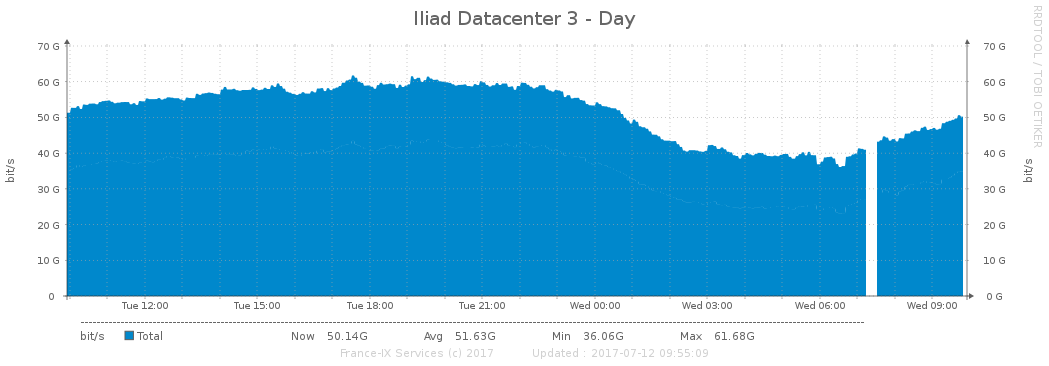 Iliad Datacenter 3 - Day
RRDTOOL / TOBI OETIKER
70 G 70 G
60 G 60 G
50 G 50 G
40 G 40 G
30 G 30 G
20 G 20 G
10 G 10 G
0 0 G
bit/s
bit/s
Tue 12:00 Tue 15:00 Tue 18:00 Tue 21:00 Wed 00:00 Wed 03:00 Wed 06:00 Wed 09:00
bit/s Total Now 50.14G Avg 51.63G Min 36.06G Max 61.68G
France-IX Services (c) 2017 Updated : 2017-07-12 09:55:09